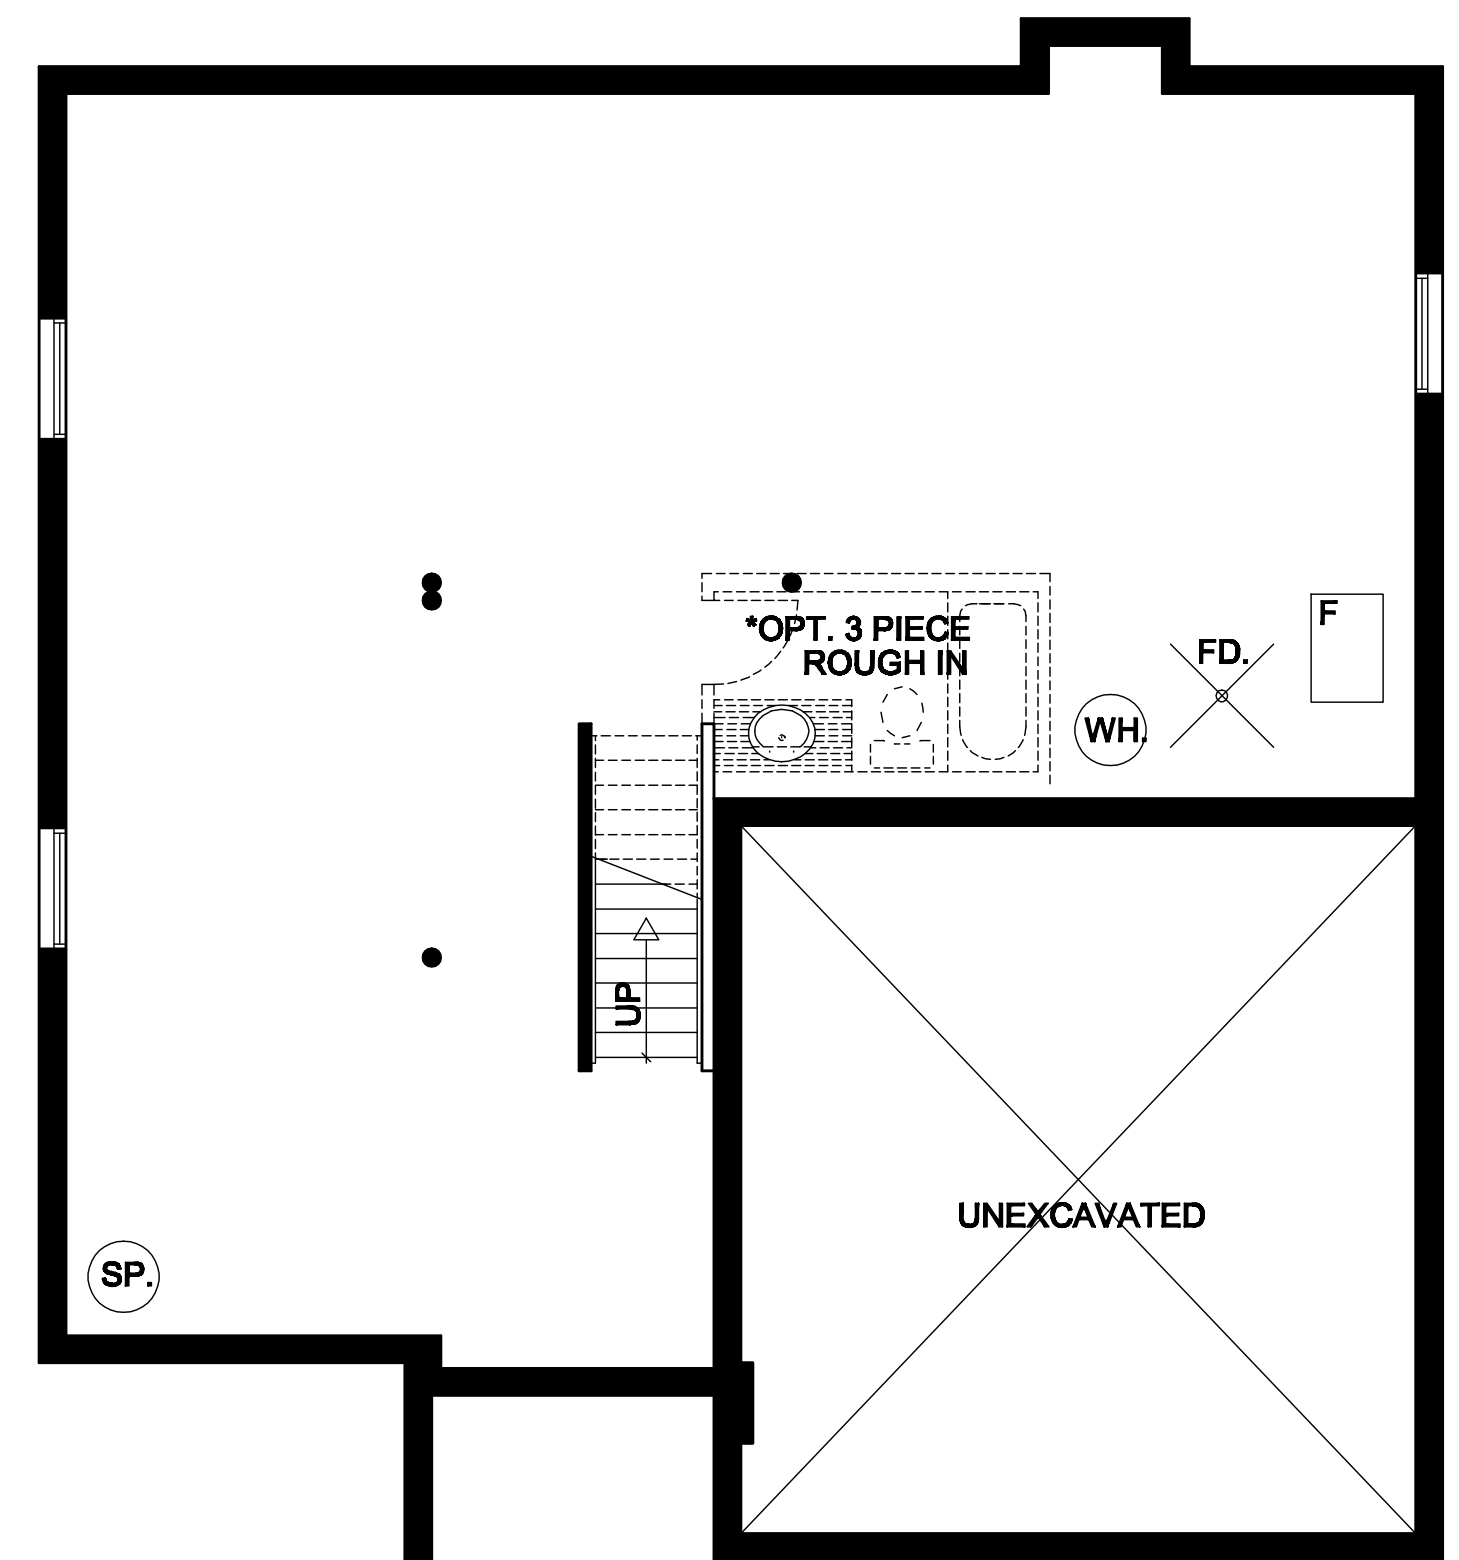 *OPT. 3 PIECE
ROUGH IN
F
FD.
WH.
UP
UNEXCAVATED
SP.